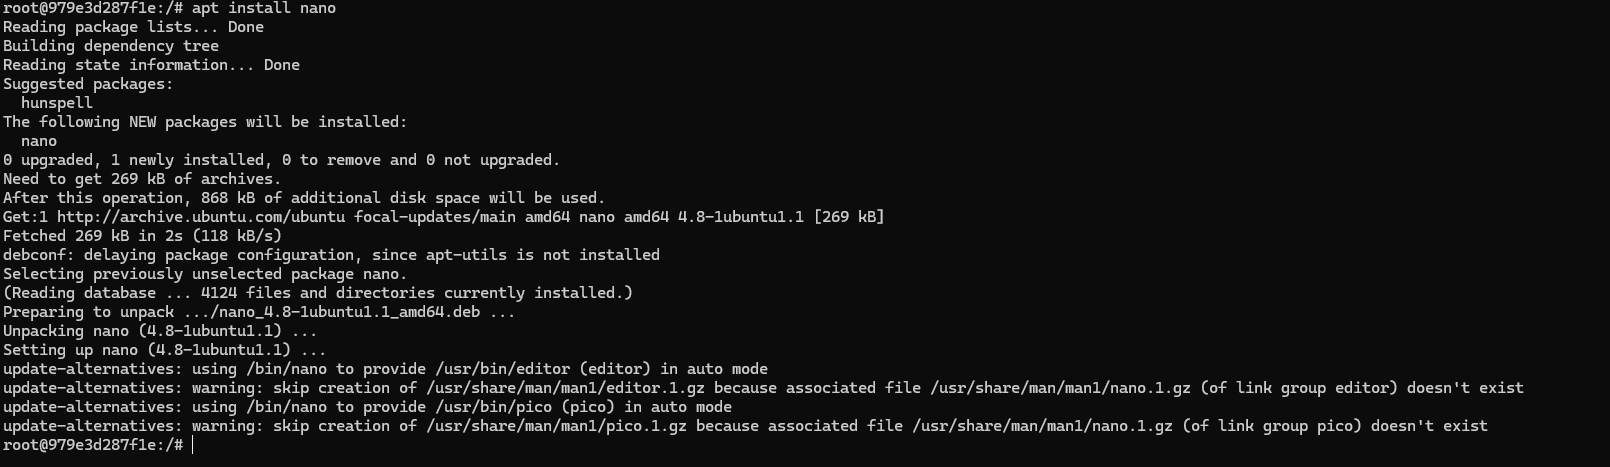 root@979e3d287f1e:/# apt install nano
Reading package lists... Done
Building dependency tree
Reading state information... Done
Suggested packages:
  hunspell
The following NEW packages will be installed:
  nano
0 upgraded, 1 newly installed, 0 to remove and 0 not upgraded.
Need to get 269 kB of archives.
After this operation, 868 kB of additional disk space will be used.
Get:1 http://archive.ubuntu.com/ubuntu focal-updates/main amd64 nano amd64 4.8-1ubuntu1.1 [269 kB]
Fetched 269 kB in 2s (118 kB/s)
debconf: delaying package configuration, since apt-utils is not installed
Selecting previously unselected package nano.
(Reading database ... 4124 files and directories currently installed.)
Preparing to unpack .../nano_4.8-1ubuntu1.1_amd64.deb ...
Unpacking nano (4.8-1ubuntu1.1) ...
Setting up nano (4.8-1ubuntu1.1) ...
update-alternatives: using /bin/nano to provide /usr/bin/editor (editor) in auto mode
update-alternatives: warning: skip creation of /usr/share/man/man1/editor.1.gz because associated file /usr/share/man/man1/nano.1.gz (of link group editor) doesn't exist
update-alternatives: using /bin/nano to provide /usr/bin/pico (pico) in auto mode
update-alternatives: warning: skip creation of /usr/share/man/man1/pico.1.gz because associated file /usr/share/man/man1/nano.1.gz (of link group pico) doesn't exist
root@979e3d287f1e:/#